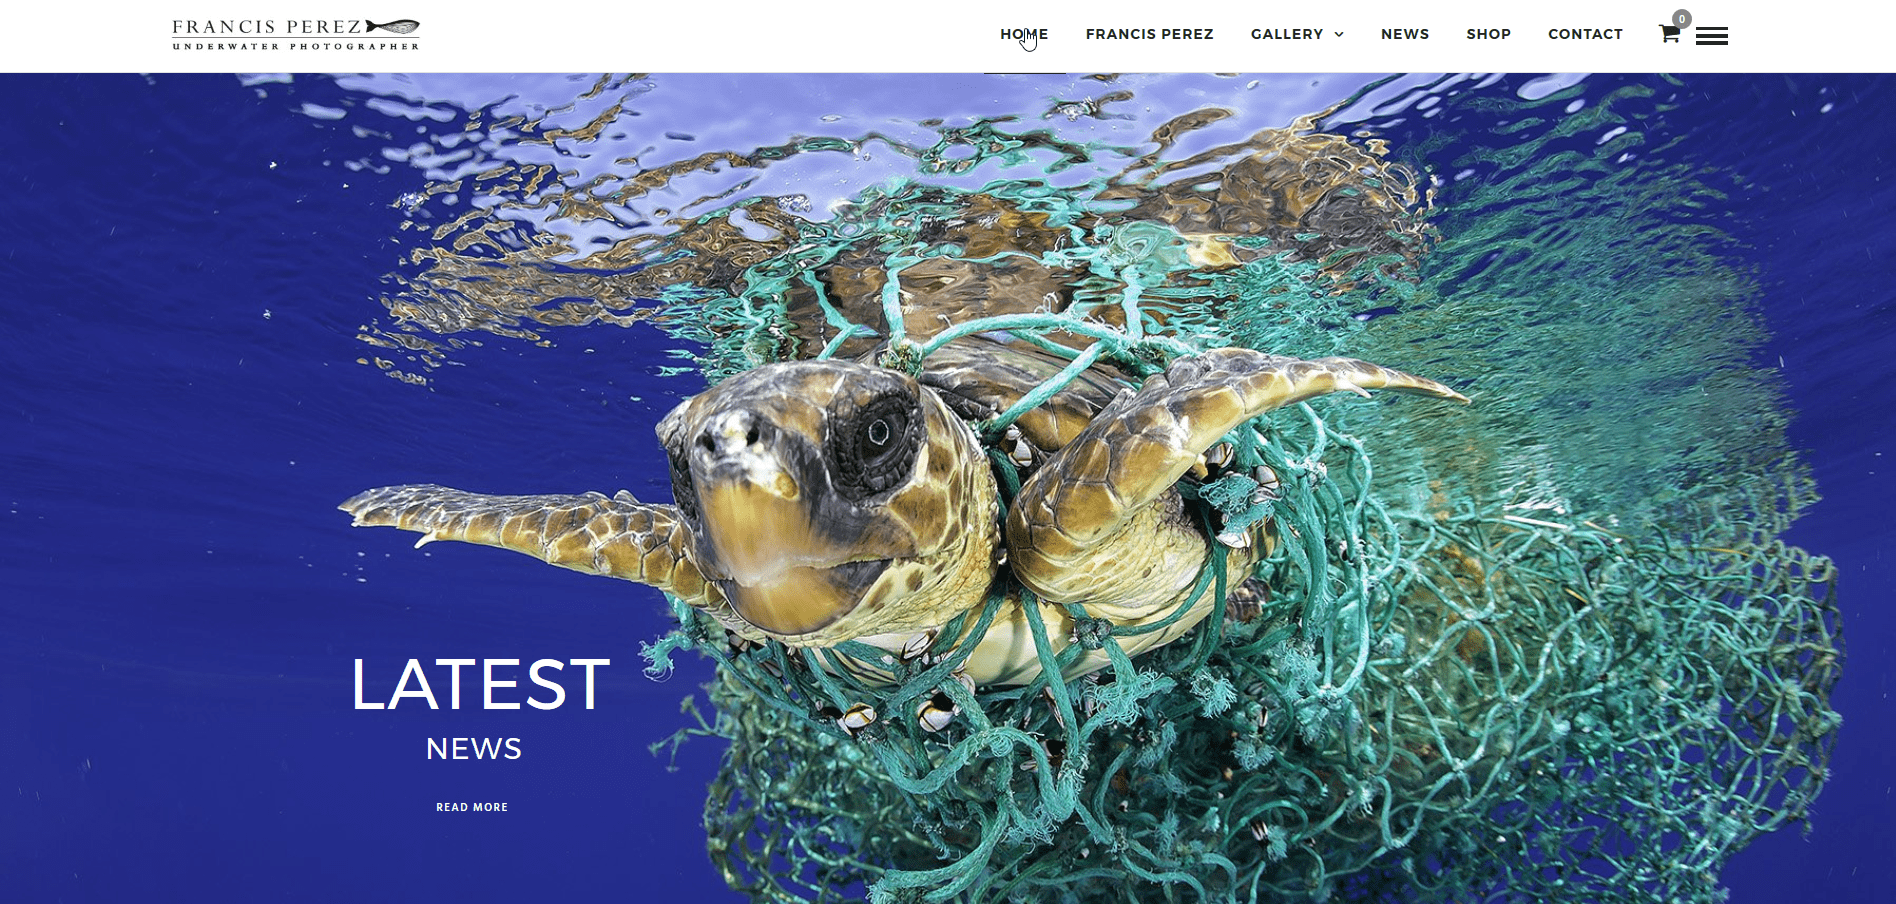 FRANCIS PEREZ
UNDERWATER PHOTOGRAPHER
HOME FRANCIS PEREZ GALLERY NEWS SHOP CONTACT 0
LATEST
NEWS
READ MORE